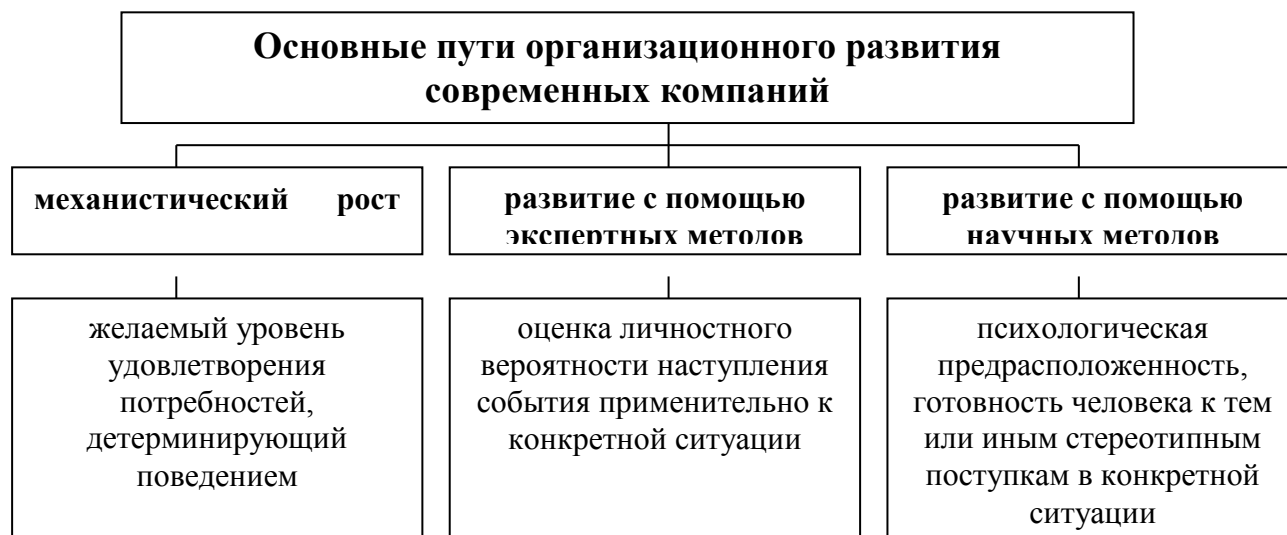 Основные пути организационного развития
современных компаний
механистический рост
развитие с помощью
экспертных методов
развитие с помощью
научных методов
желаемый уровень
удовлетворения
потребностей,
детерминирующий
поведением
оценка личностного
вероятности наступления
события применительно к
конкретной ситуации
психологическая
предрасположенность,
готовность человека к тем
или иным стереотипным
поступкам в конкретной
ситуации